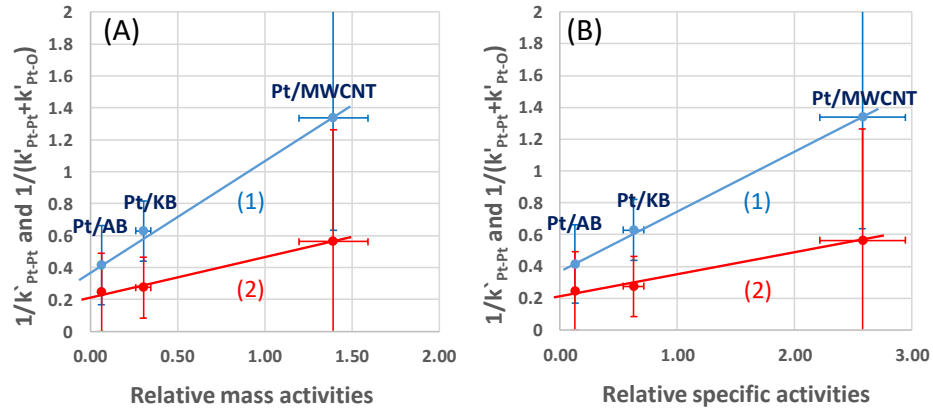 (A)
1/k`Pt-Pt and 1/(k'Pt-Pt+k'Pt-O)
2
1.8
1.6
1.4
1.2
1
0.8
0.6
0.4
0.2
0
Pt/MWCNT
Pt/KB
Pt/AB
(1)
(2)
0.00 0.50 1.00 1.50 2.00
Relative mass activities
(B)
1/k`Pt-Pt and 1/(k'Pt-Pt+k'Pt-O)
2
1.8
1.6
1.4
1.2
1
0.8
0.6
0.4
0.2
0
Pt/MWCNT
Pt/KB
Pt/AB
(1)
(2)
0.00 1.00 2.00 3.00
Relative specific activities